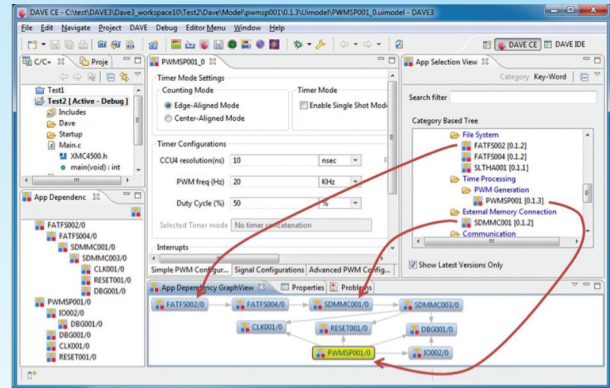 DAVE CE - C:\test\DAVE3\Dave3_workspace10\Test2\Dave\Model\pwmsp001\0.1.3\Uimodel\PWMSP001_0.uimodel - DAVE3
File Edit Navigate Project DAVE Debug Editor Menu Window Help
DAVE CE DAVE IDE
C/C+ Proje
Test1
Test2 [ Active - Debug ]
Includes
Dave
Startup
Main.c
XMC4500.h
main(void) : int
App Dependenc
FATFS002/0
FATFS004/0
SDMMC001/0
SDMMC003/0
CLK001/0
RESET001/0
DBG001/0
PWMSP001/0
IO002/0
DBG001/0
DBG001/0
CLK001/0
RESET001/0
PWMSP001_0
Timer Mode Settings
Counting Mode
Edge-Aligned Mode
Center-Aligned Mode
Timer Mode
Enable Single Shot Mode
Timer Configurations
CCU4 resolution(ns) 10 nsec
PWM freq (Hz) 20 KHz
Duty Cycle (%) 50 %
Selected Timer mode No timer concatenation
Interrupts
Simple PWM Configur... Signal Configurations Advanced PWM Config...
App Selection View
Category Key-Word
Search filter
Category Based Tree
File System
FATFS002 [0.1.2]
FATFS004 [0.1.2]
SLTHA001 [0.1.1]
Time Processing
PWM Generation
PWMSP001 [0.1.3]
External Memory Connection
SDMMC001 [0.1.2]
Communication
Show Latest Versions Only
App Dependency GraphView Properties Problems
FATFS002/0 FATFS004/0 SDMMC001/0 SDMMC003/0
CLK001/0 RESET001/0 DBG001/0
PWMSP001/0 IO002/0